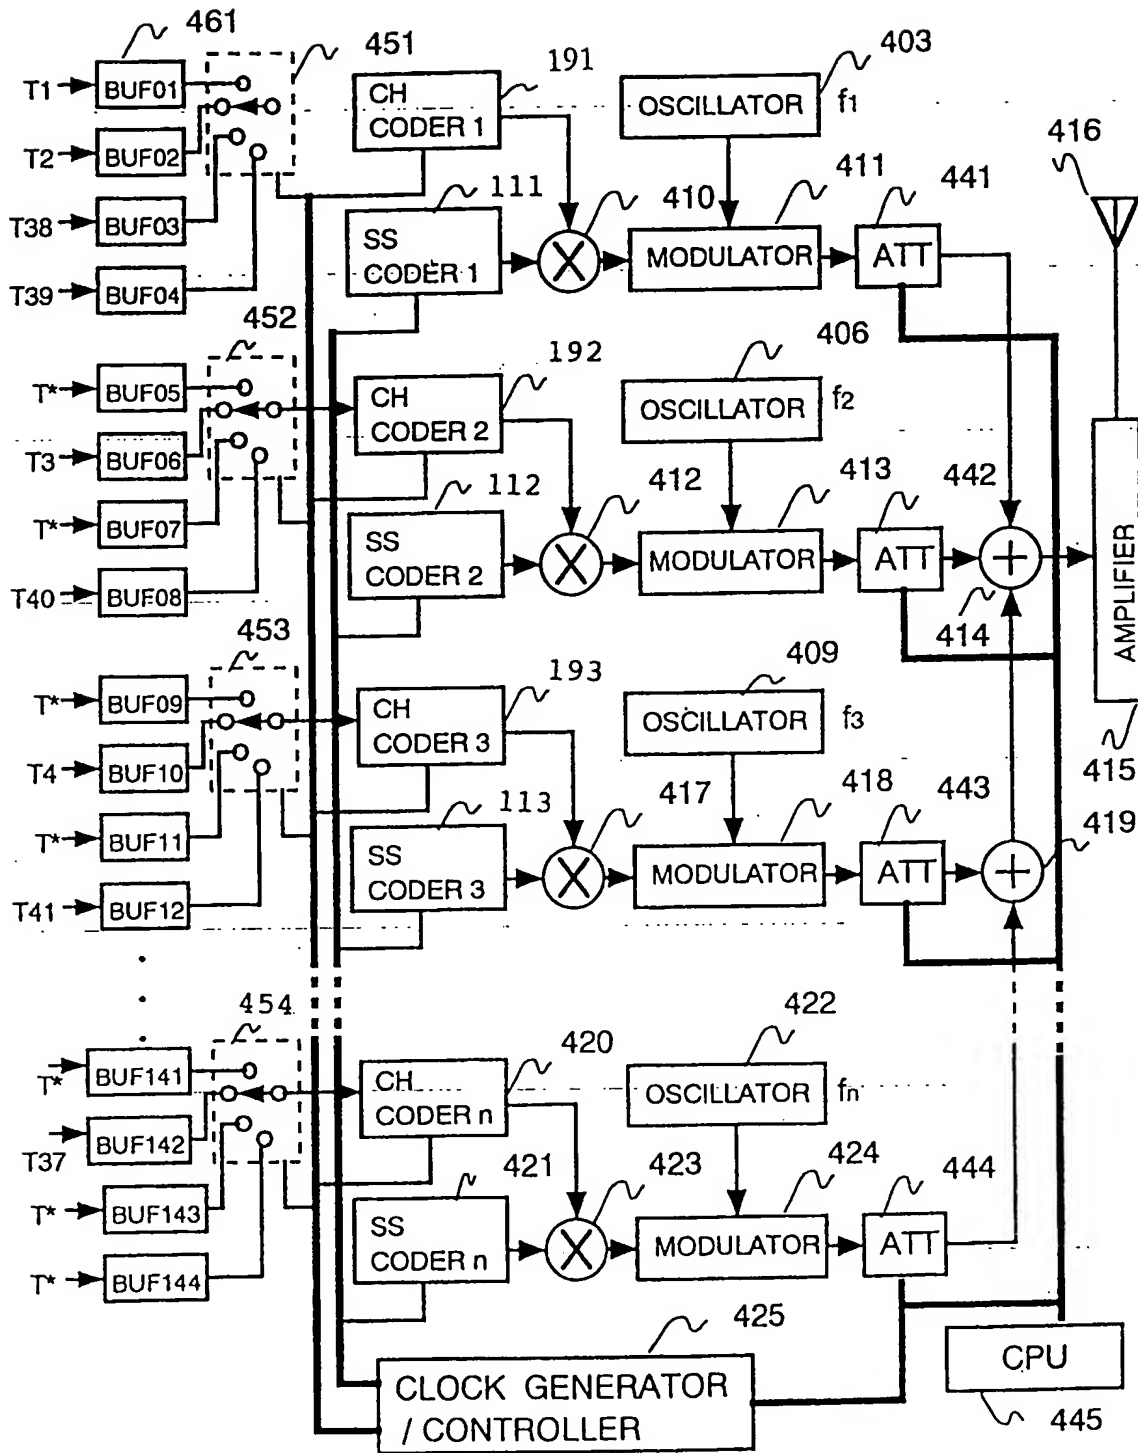 461
451
191
403
T1
BUF01
CH
CODER 1
OSCILLATOR
f1
416
T2
BUF02
111
410
411
441
T38
BUF03
SS
CODER 1
MODULATOR
ATT
T39
BUF04
452
192
406
T*
BUF05
CH
CODER 2
OSCILLATOR
f2
T3
BUF06
112
412
413
442
T*
BUF07
SS
CODER 2
MODULATOR
ATT
T40
BUF08
414
AMPLIFIER
453
193
409
T*
BUF09
CH
CODER 3
OSCILLATOR
f3
415
T4
BUF10
113
417
418
443
419
T*
BUF11
SS
CODER 3
MODULATOR
ATT
T41
BUF12
454
420
422
T*
BUF141
CH
CODER n
OSCILLATOR
fn
T37
BUF142
421
423
424
444
T*
BUF143
SS
CODER n
MODULATOR
ATT
T*
BUF144
425
CLOCK GENERATOR
/ CONTROLLER
CPU
445